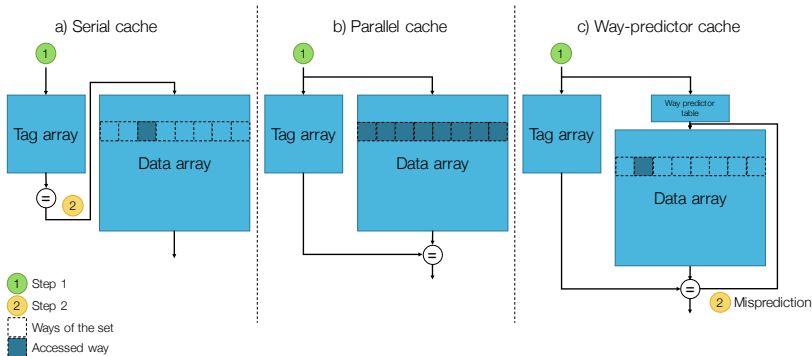 a) Serial cache
1
Tag array
Data array
=
2
b) Parallel cache
1
Tag array
Data array
=
c) Way-predictor cache
1
Way predictor
table
Tag array
Data array
=
2 Misprediction
1 Step 1
2 Step 2
Ways of the set
Accessed way